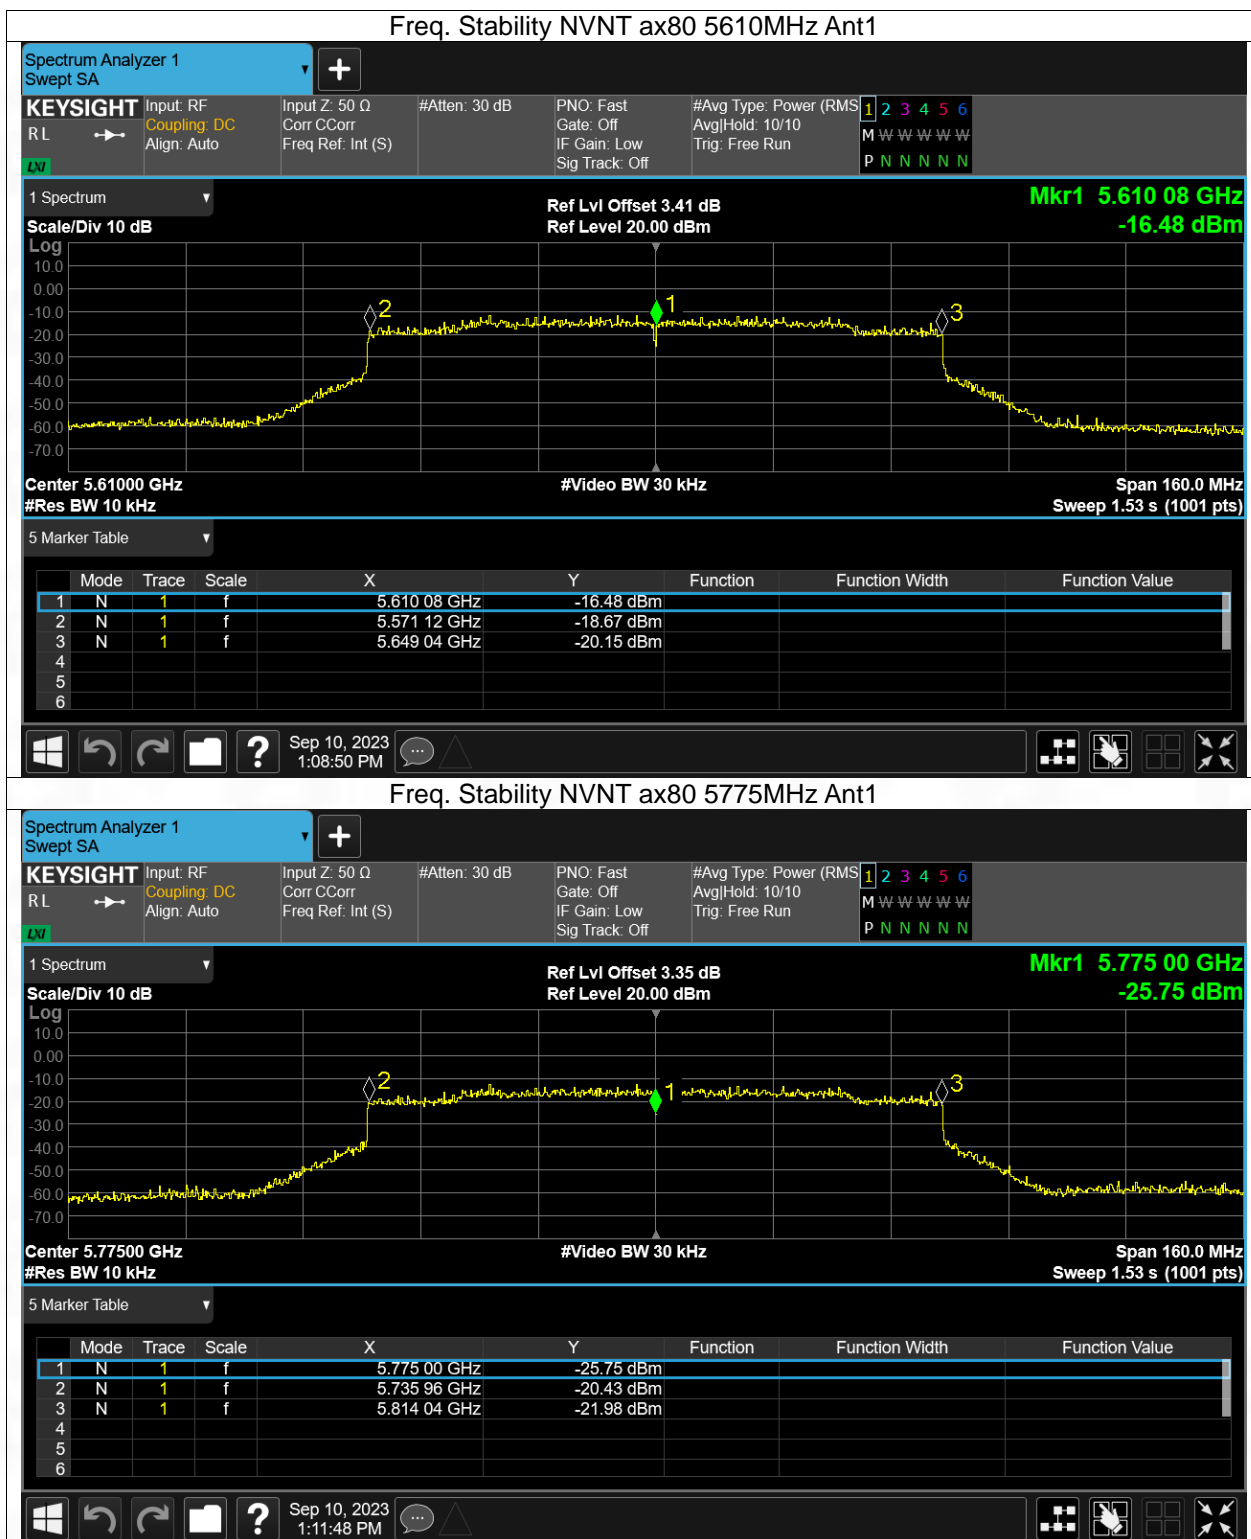 Freq. Stability NVNT ax80 5610MHz Ant1
Spectrum Analyzer 1
Swept SA
KEYSIGHT Input: RF Input Z: 50 Ω #Atten: 30 dB PNO: Fast #Avg Type: Power (RMS 1 2 3 4 5 6
RL Coupling: DC Corr CCorr Gate: Off Avg|Hold: 10/10 M W W W W W
Align: Auto Freq Ref: Int (S) IF Gain: Low Trig: Free Run
LXI Sig Track: Off P N N N N N
1 Spectrum Ref Lvl Offset 3.41 dB Mkr1 5.610 08 GHz
Scale/Div 10 dB Ref Level 20.00 dBm -16.48 dBm
Log
10.0
0.00
-10.0
-20.0
-30.0
-40.0
-50.0
-60.0
-70.0
2
1
3
Center 5.61000 GHz #Video BW 30 kHz Span 160.0 MHz
#Res BW 10 kHz Sweep 1.53 s (1001 pts)
5 Marker Table
Mode Trace Scale X Y Function Function Width Function Value
1 N 1 f 5.610 08 GHz -16.48 dBm
2 N 1 f 5.571 12 GHz -18.67 dBm
3 N 1 f 5.649 04 GHz -20.15 dBm
4
5
6
? Sep 10, 2023
1:08:50 PM
Freq. Stability NVNT ax80 5775MHz Ant1
Spectrum Analyzer 1
Swept SA
KEYSIGHT Input: RF Input Z: 50 Ω #Atten: 30 dB PNO: Fast #Avg Type: Power (RMS 1 2 3 4 5 6
RL Coupling: DC Corr CCorr Gate: Off Avg|Hold: 10/10 M W W W W W
Align: Auto Freq Ref: Int (S) IF Gain: Low Trig: Free Run
LXI Sig Track: Off P N N N N N
1 Spectrum Ref Lvl Offset 3.35 dB Mkr1 5.775 00 GHz
Scale/Div 10 dB Ref Level 20.00 dBm -25.75 dBm
Log
10.0
0.00
-10.0
-20.0
-30.0
-40.0
-50.0
-60.0
-70.0
2
1
3
Center 5.77500 GHz #Video BW 30 kHz Span 160.0 MHz
#Res BW 10 kHz Sweep 1.53 s (1001 pts)
5 Marker Table
Mode Trace Scale X Y Function Function Width Function Value
1 N 1 f 5.775 00 GHz -25.75 dBm
2 N 1 f 5.735 96 GHz -20.43 dBm
3 N 1 f 5.814 04 GHz -21.98 dBm
4
5
6
? Sep 10, 2023
1:11:48 PM